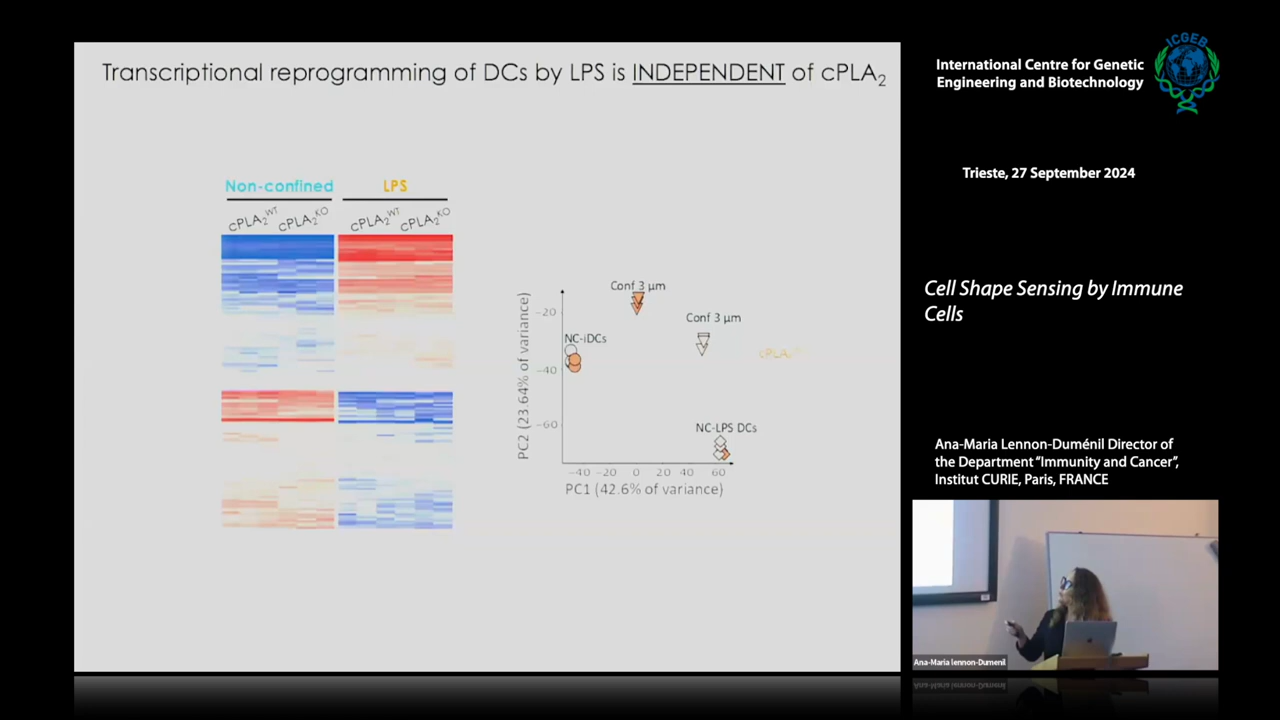 Transcriptional reprogramming of DCs by LPS is INDEPENDENT of cPLA2
Non-confined
LPS
cPLA2WT
cPLA2KO
cPLA2WT
cPLA2KO
Conf 3 µm
Conf 3 µm
NC-iDCs
NC-LPS DCs
−20
−40
−60
PC2 (23.64% of variance)
−40 −20 0 20 40 60
PC1 (42.6% of variance)
cPLA
ICGEB
International Centre for Genetic
Engineering and Biotechnology
Trieste, 27 September 2024
Cell Shape Sensing by Immune
Cells
Ana-Maria Lennon-Duménil Director of
the Department “Immunity and Cancer”,
Institut CURIE, Paris, FRANCE
Ana-Maria lennon-Dumenil